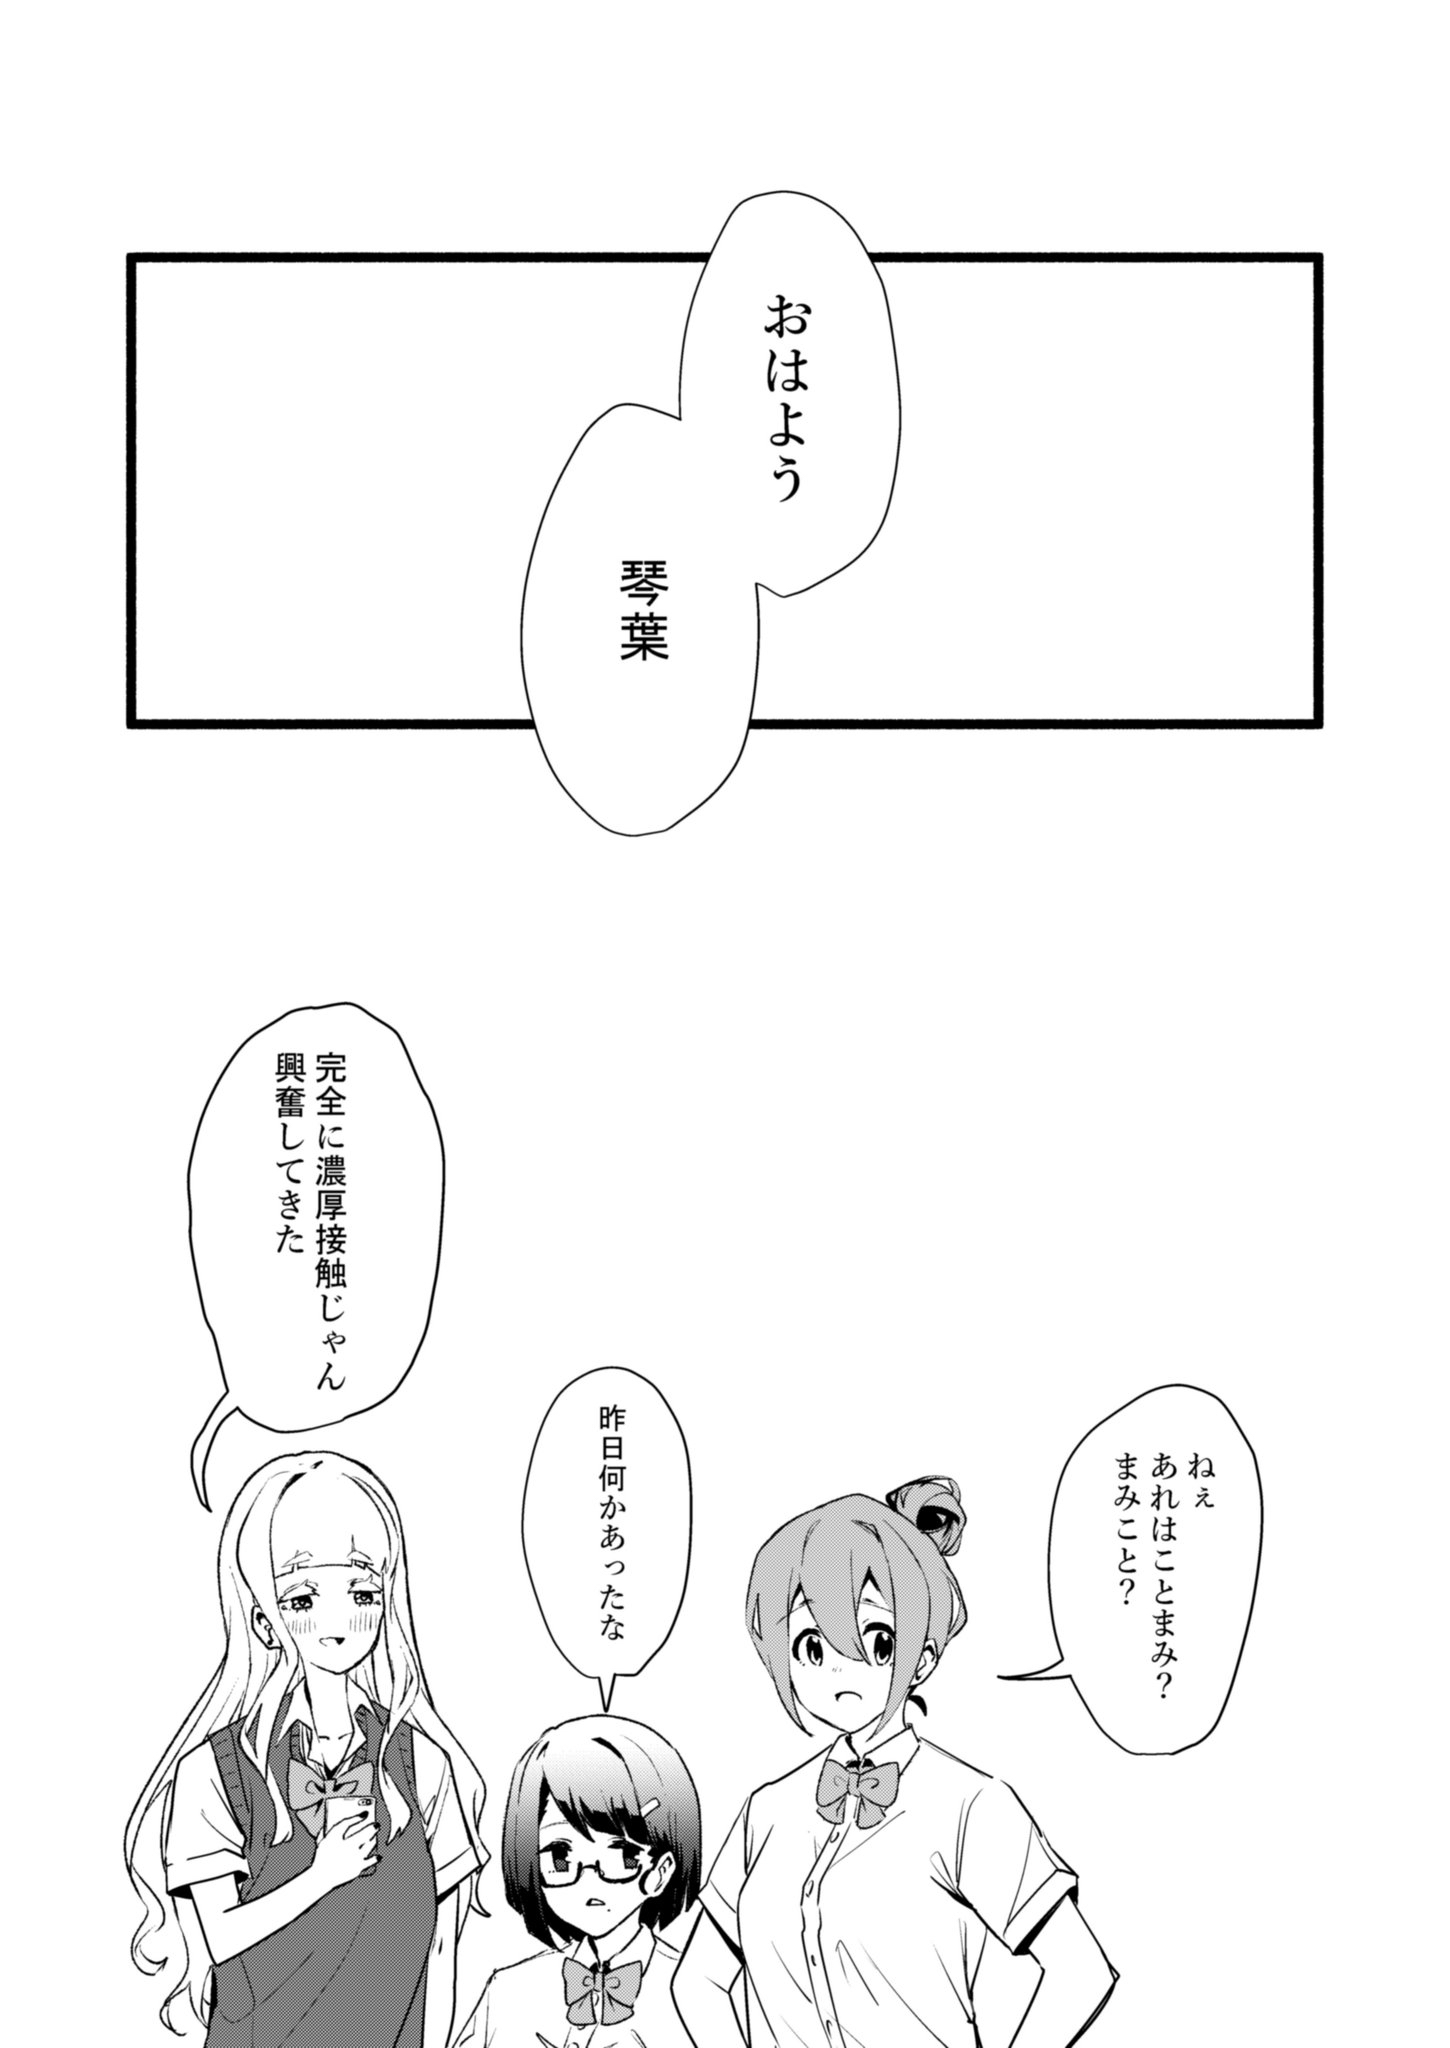 おはよう
琴葉
ねぇ
あれはことまみ?
まみこと?
昨日何かあったな
完全に濃厚接触じゃん
興奮してきた